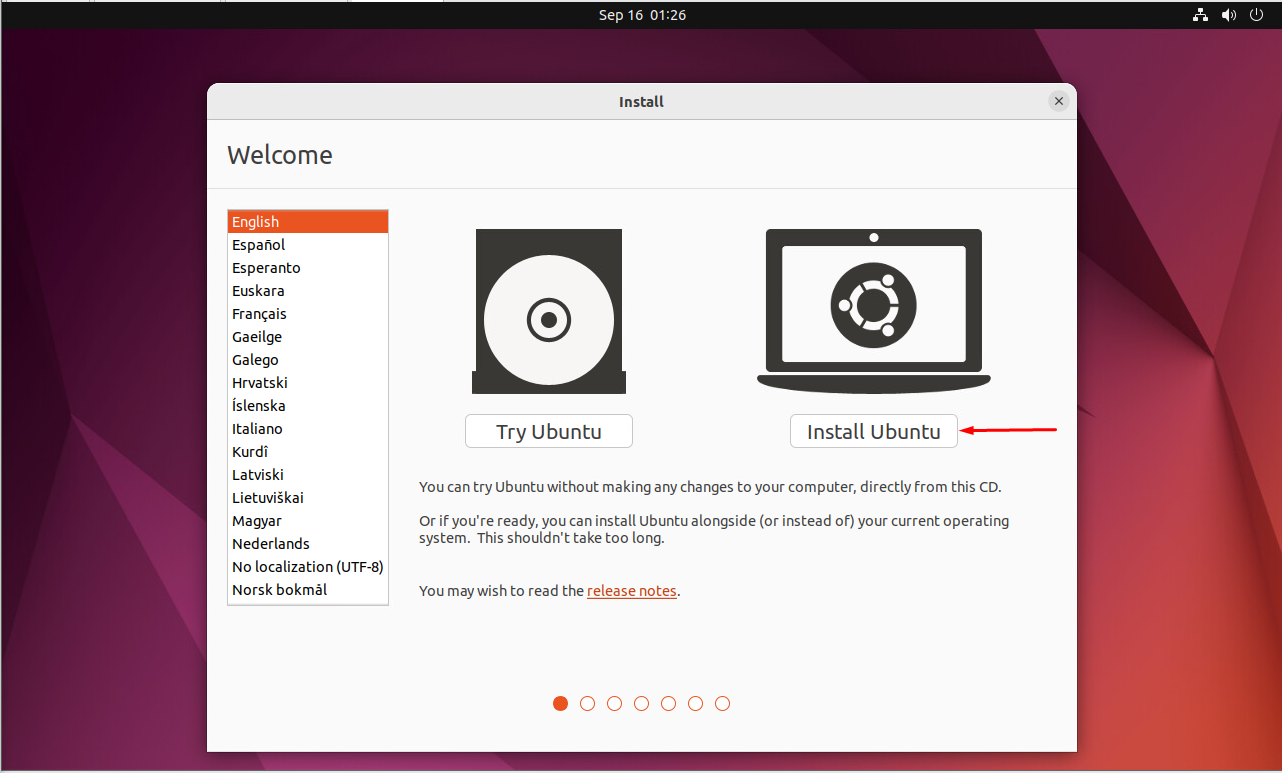 Sep 16 01:26
Install
Welcome
English
Español
Esperanto
Euskara
Français
Gaeilge
Galego
Hrvatski
Íslenska
Italiano
Kurdî
Latviski
Lietuviškai
Magyar
Nederlands
No localization (UTF-8)
Norsk bokmål
Try Ubuntu
Install Ubuntu
You can try Ubuntu without making any changes to your computer, directly from this CD.
Or if you're ready, you can install Ubuntu alongside (or instead of) your current operating
system. This shouldn't take too long.
You may wish to read the release notes.